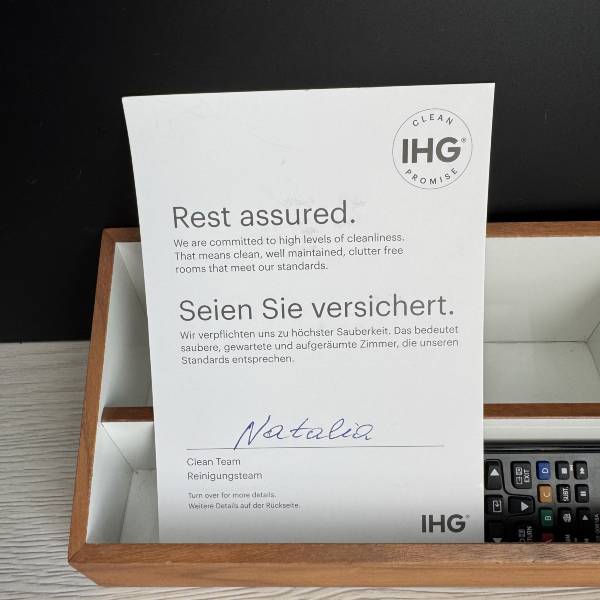 CLEAN
IHG®
PROMISE
Rest assured.
We are committed to high levels of cleanliness.
That means clean, well maintained, clutter free
rooms that meet our standards.
Seien Sie versichert.
Wir verpflichten uns zu höchster Sauberkeit. Das bedeutet
saubere, gewartete und aufgeräumte Zimmer, die unseren
Standards entsprechen.
Natalia
Clean Team
Reinigungsteam
Turn over for more details.
Weitere Details auf der Rückseite.
IHG®
EXIT
D
C
SUBT.
B